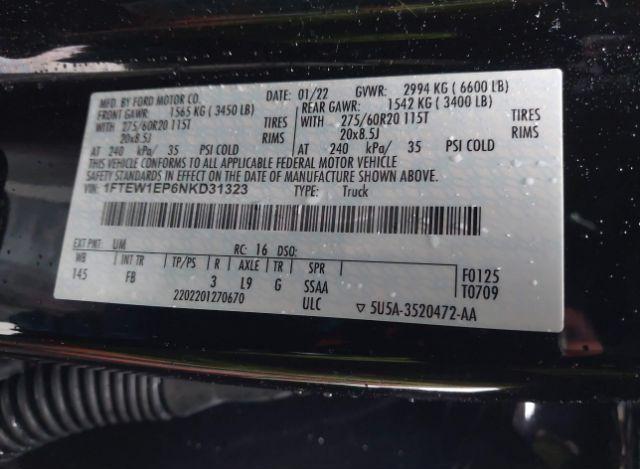 MFD. BY FORD MOTOR CO. DATE: 01/22 GVWR: 2994 KG ( 6600 LB)
FRONT GAWR: 1565 KG ( 3450 LB) REAR GAWR: 1542 KG ( 3400 LB)
WITH 275/60R20 115T TIRES WITH 275/60R20 115T TIRES
20x8.5J RIMS 20x8.5J RIMS
AT 240 kPa/ 35 PSI COLD AT 240 kPa/ 35 PSI COLD
THIS VEHICLE CONFORMS TO ALL APPLICABLE FEDERAL MOTOR VEHICLE
SAFETY STANDARDS IN EFFECT ON THE DATE OF MANUFACTURE SHOWN ABOVE.
VIN: 1FTEW1EP6NKD31323 TYPE: Truck
EXT PNT: UM RC: 16 DSO:
WB INT TR TP/PS R AXLE TR SPR F0125
145 FB 3 L9 G SSAA T0709
2202201270670 ULC ▽ 5U5A-3520472-AA